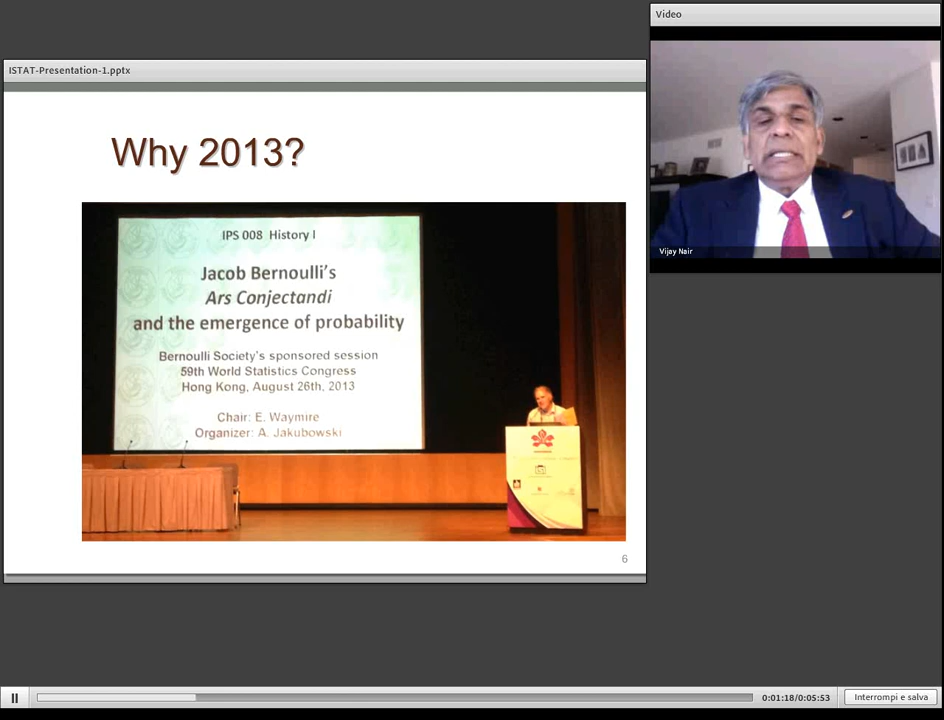 Video
ISTAT-Presentation-1.pptx
Why 2013?
IPS 008 History I
Jacob Bernoulli's
Ars Conjectandi
and the emergence of probability
Bernoulli Society's sponsored session
59th World Statistics Congress
Hong Kong, August 26th, 2013
Chair: E. Waymire
Organizer: A. Jakubowski
6
Vijay Nair
0:01:18/0:05:53
Interrompi e salva